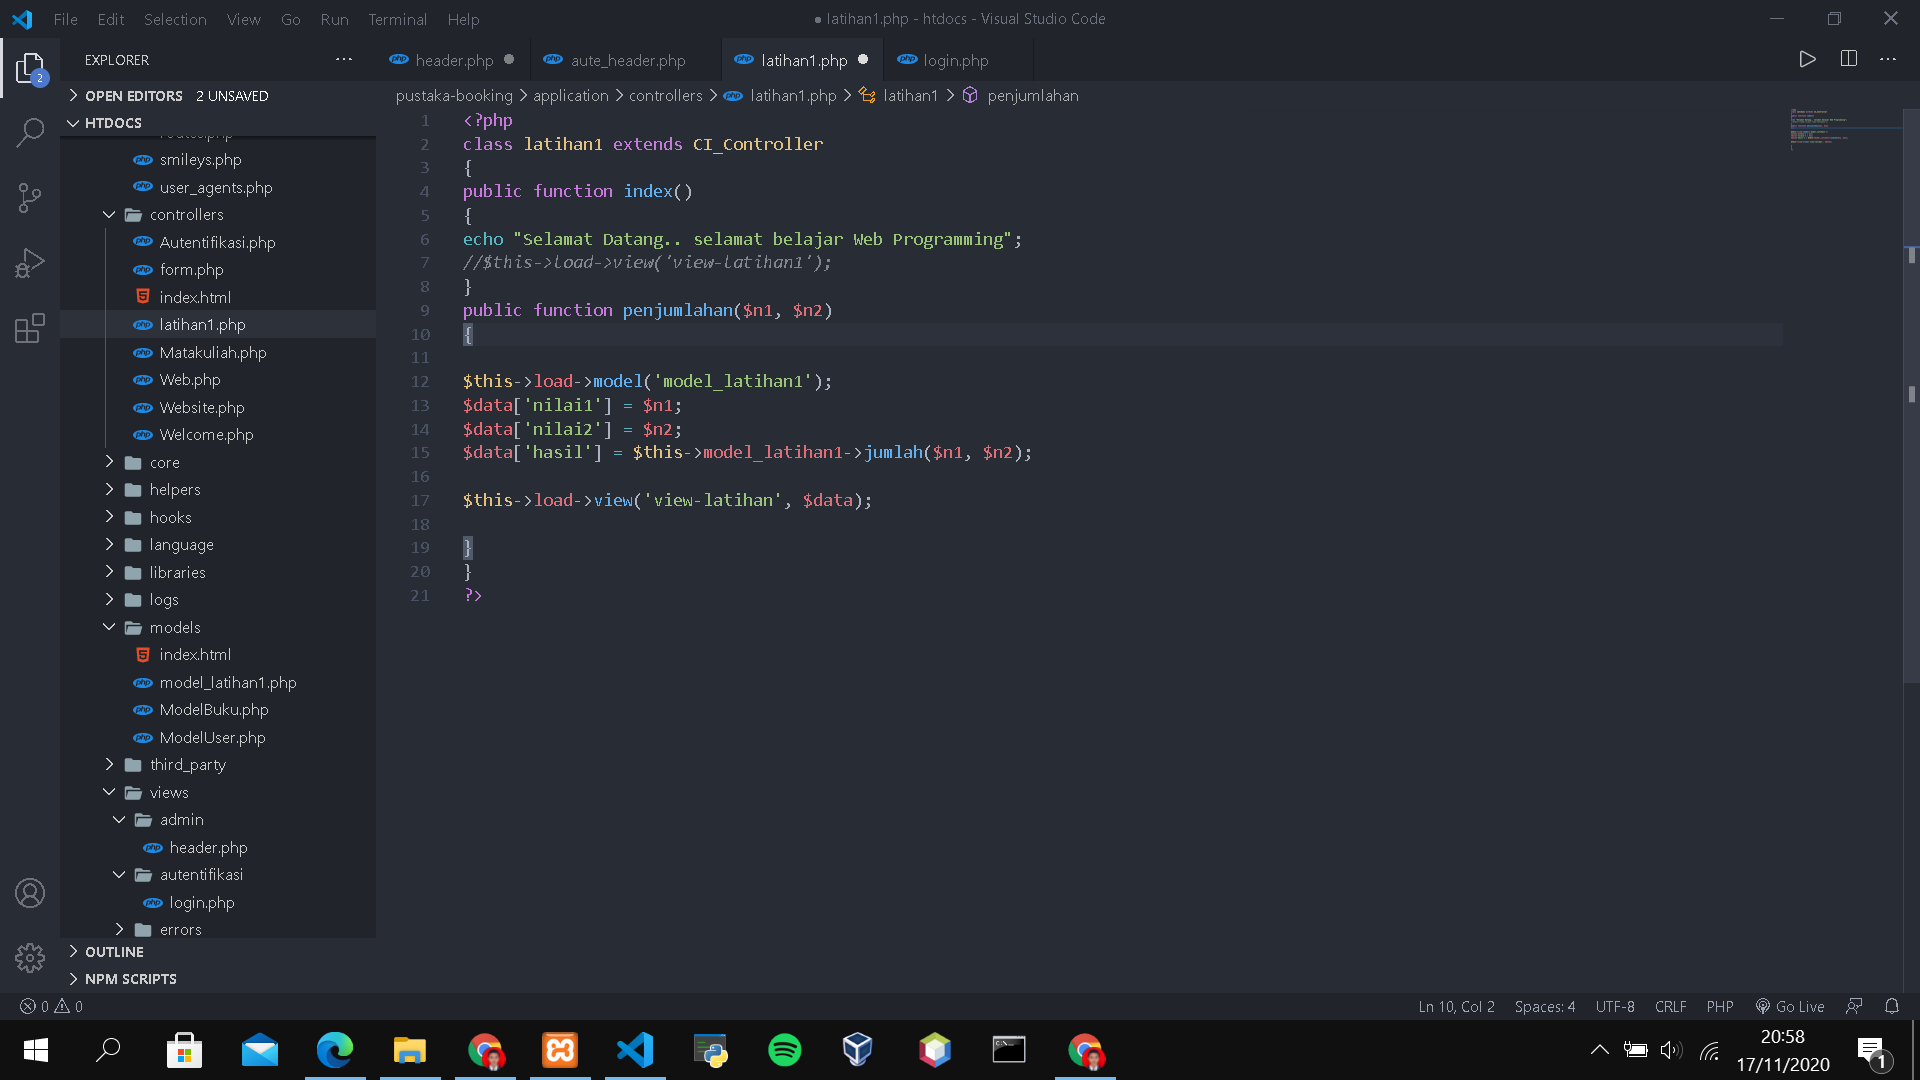 File Edit Selection View Go Run Terminal Help
● latihan1.php - htdocs - Visual Studio Code
2
EXPLORER
OPEN EDITORS 2 UNSAVED
HTDOCS
routes.php
smileys.php
user_agents.php
controllers
Autentifikasi.php
form.php
index.html
latihan1.php
Matakuliah.php
Web.php
Website.php
Welcome.php
core
helpers
hooks
language
libraries
logs
models
index.html
model_latihan1.php
ModelBuku.php
ModelUser.php
third_party
views
admin
header.php
autentifikasi
login.php
errors
OUTLINE
NPM SCRIPTS
header.php
aute_header.php
latihan1.php
login.php
pustaka-booking > application > controllers > latihan1.php > latihan1 > penjumlahan
1 <?php
2 class latihan1 extends CI_Controller
3 {
4 public function index()
5 {
6 echo "Selamat Datang.. selamat belajar Web Programming";
7 //$this->load->view('view-latihan1');
8 }
9 public function penjumlahan($n1, $n2)
10 {
11
12 $this->load->model('model_latihan1');
13 $data['nilai1'] = $n1;
14 $data['nilai2'] = $n2;
15 $data['hasil'] = $this->model_latihan1->jumlah($n1, $n2);
16
17 $this->load->view('view-latihan', $data);
18
19 }
20 }
21 ?>
0 0
Ln 10, Col 2 Spaces: 4 UTF-8 CRLF PHP Go Live
20:58
17/11/2020
1